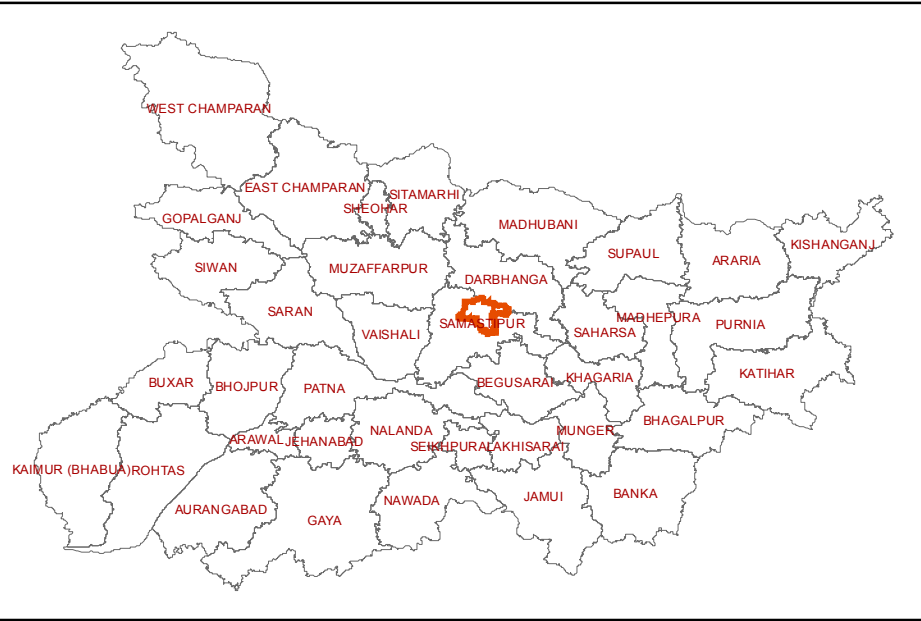 WEST CHAMPARAN
EAST CHAMPARAN
SITAMARHI
SHEOHAR
GOPALGANJ
MADHUBANI
KISHANGANJ
SUPAUL
ARARIA
SIWAN
MUZAFFARPUR
DARBHANGA
SARAN
MADHEPURA
SAMASTIPUR
PURNIA
VAISHALI
SAHARSA
KATIHAR
BUXAR
BHOJPUR
PATNA
BEGUSARAI
KHAGARIA
BHAGALPUR
NALANDA
MUNGER
ARAWAL
JEHANABAD
SEIKHPURA
LAKHISARAI
KAIMUR (BHABUA)
ROHTAS
BANKA
JAMUI
NAWADA
AURANGABAD
GAYA